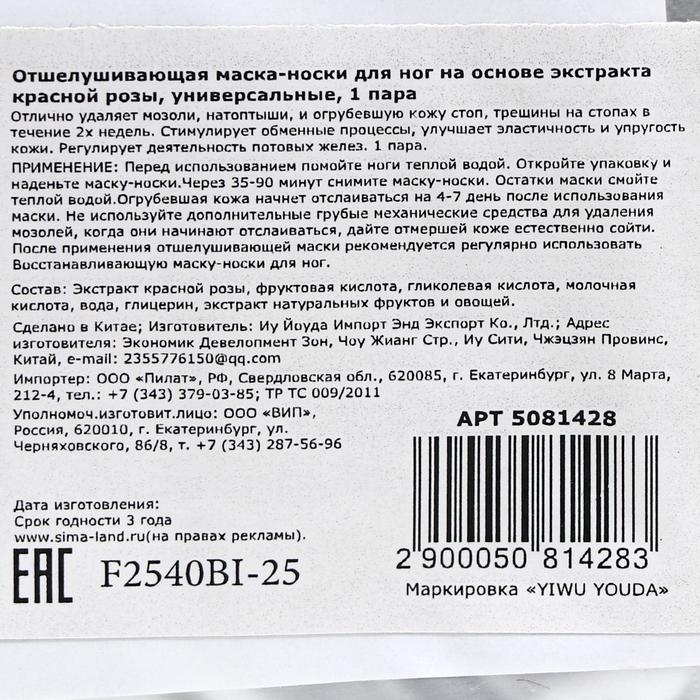 Отшелушивающая маска-носки для ног на основе экстракта
красной розы, универсальные, 1 пара
Отлично удаляет мозоли, натоптыши, и огрубевшую кожу стоп, трещины на стопах в
течение 2х недель. Стимулирует обменные процессы, улучшает эластичность и упругость
кожи. Регулирует деятельность потовых желез. 1 пара.
ПРИМЕНЕНИЕ: Перед использованием помойте ноги теплой водой. Откройте упаковку и
наденьте маску-носки.Через 35-90 минут снимите маску-носки. Остатки маски смойте
теплой водой.Огрубевшая кожа начнет отслаиваться на 4-7 день после использования
маски. Не используйте дополнительные грубые механические средства для удаления
мозолей, когда они начинают отслаиваться, дайте отмершей коже естественно сойти.
После применения отшелушивающей маски рекомендуется регулярно использовать
Восстанавливающую маску-носки для ног.
Состав: Экстракт красной розы, фруктовая кислота, гликолевая кислота, молочная
кислота, вода, глицерин, экстракт натуральных фруктов и овощей.
Сделано в Китае; Изготовитель: Иу Йоуда Импорт Энд Экспорт Ко., Лтд.; Адрес
изготовителя: Экономик Девелопмент Зон, Чоу Жианг Стр., Иу Сити, Чжэцзян Провинс,
Китай, e-mail: 2355776150@qq.com
Импортер: ООО «Пилат», РФ, Свердловская обл., 620085, г. Екатеринбург, ул. 8 Марта,
212-4, тел.: +7 (343) 379-03-85; ТР ТС 009/2011
Уполномоч.изготовит.лицо: ООО «ВИП»,
Россия, 620010, г. Екатеринбург, ул.
Черняховского, 86/8, т. +7 (343) 287-56-96
АРТ 5081428
Дата изготовления:
Срок годности 3 года
www.sima-land.ru(на правах рекламы).
EAC F2540BI-25
2 900050 814283
Маркировка «YIWU YOUDA»